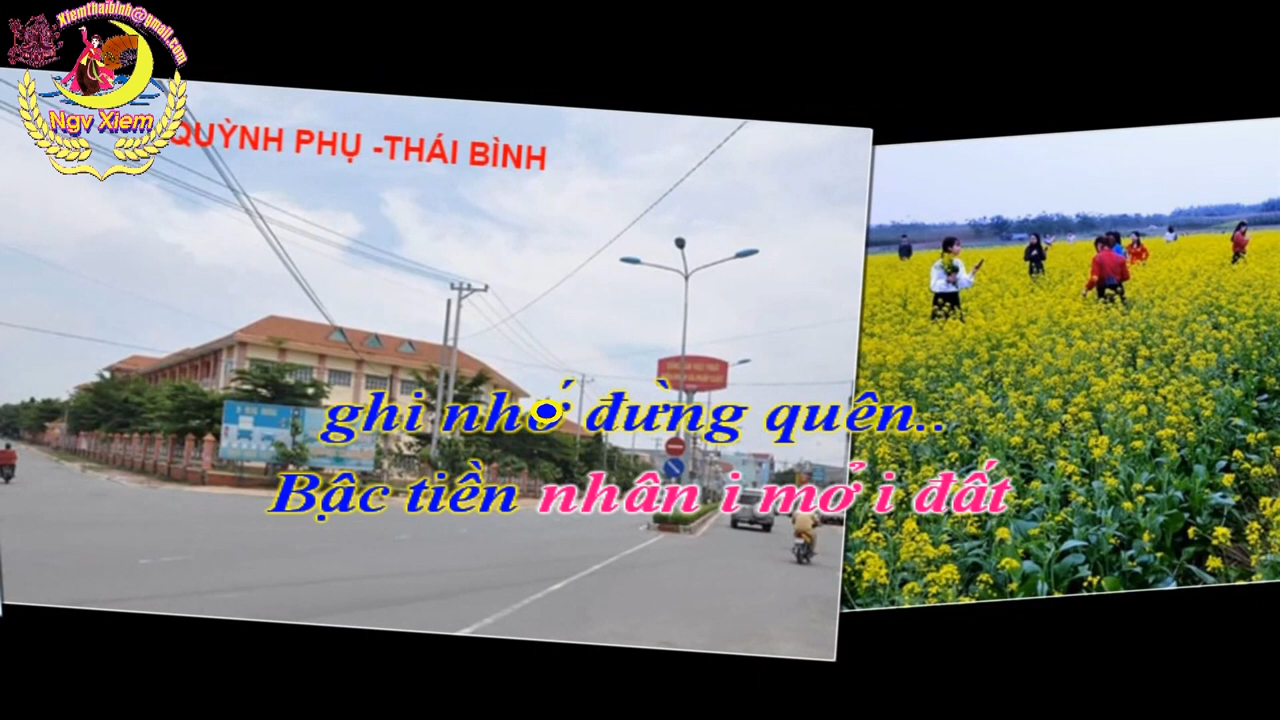 Xiemthaibinh@gmail.com
Ngv Xiem
QUỲNH PHỤ -THÁI BÌNH
ghi nhớ đừng quên..
Bậc tiền nhân i mở i đất